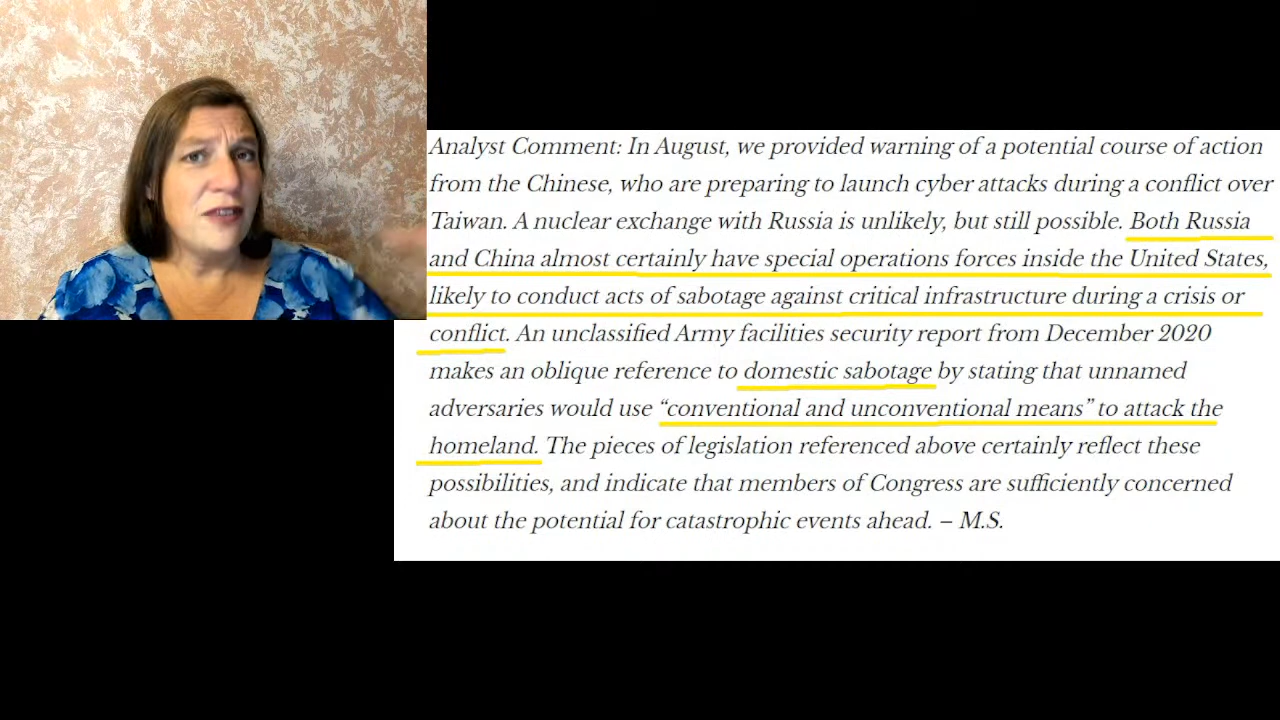 Analyst Comment: In August, we provided warning of a potential course of action
from the Chinese, who are preparing to launch cyber attacks during a conflict over
Taiwan. A nuclear exchange with Russia is unlikely, but still possible. Both Russia
and China almost certainly have special operations forces inside the United States,
likely to conduct acts of sabotage against critical infrastructure during a crisis or
conflict. An unclassified Army facilities security report from December 2020
makes an oblique reference to domestic sabotage by stating that unnamed
adversaries would use “conventional and unconventional means” to attack the
homeland. The pieces of legislation referenced above certainly reflect these
possibilities, and indicate that members of Congress are sufficiently concerned
about the potential for catastrophic events ahead. – M.S.